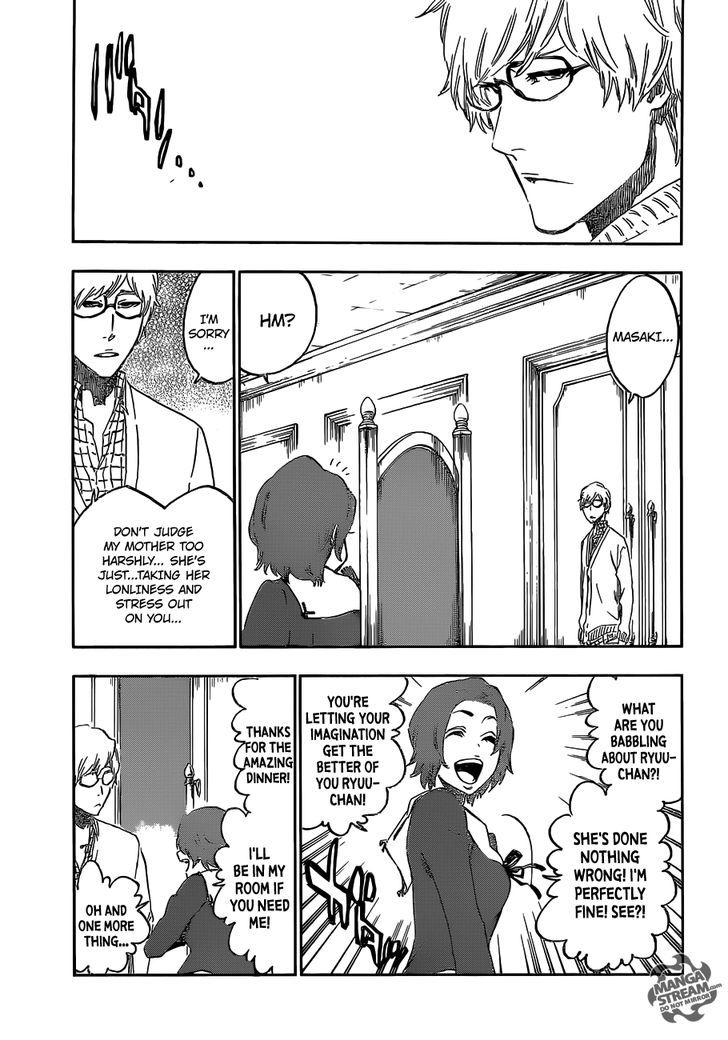 MASAKI...
HM?
I'M
SORRY
...
DON'T JUDGE
MY MOTHER TOO
HARSHLY... SHE'S
JUST...TAKING HER
LONLINESS AND
STRESS OUT
ON YOU...
WHAT
ARE YOU
BABBLING
ABOUT RYUU-
CHAN?!
SHE'S DONE
NOTHING
WRONG! I'M
PERFECTLY
FINE! SEE?!
YOU'RE
LETTING YOUR
IMAGINATION
GET THE
BETTER OF
YOU RYUU-
CHAN!
THANKS
FOR THE
AMAZING
DINNER!
I'LL
BE IN MY
ROOM IF
YOU NEED
ME!
OH AND
ONE MORE
THING...
MANGA
STREAM.com
DO NOT MIRROR